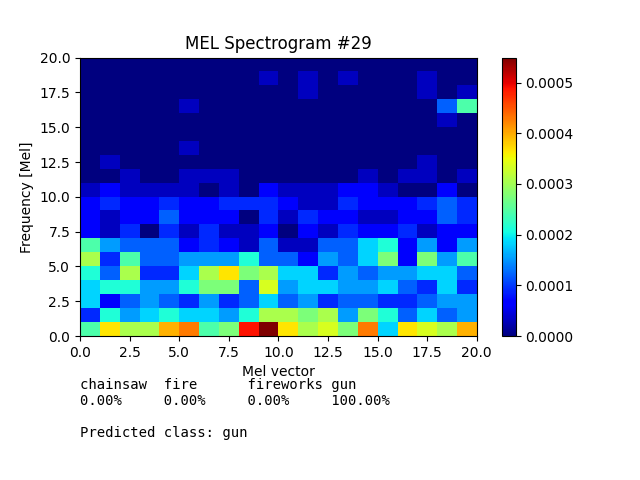 MEL Spectrogram #29
20.0
17.5
15.0
12.5
10.0
7.5
5.0
2.5
0.0
Frequency [Mel]
0.0 2.5 5.0 7.5 10.0 12.5 15.0 17.5 20.0
Mel vector
0.0005
0.0004
0.0003
0.0002
0.0001
0.0000
chainsaw fire fireworks gun
0.00% 0.00% 0.00% 100.00%
Predicted class: gun